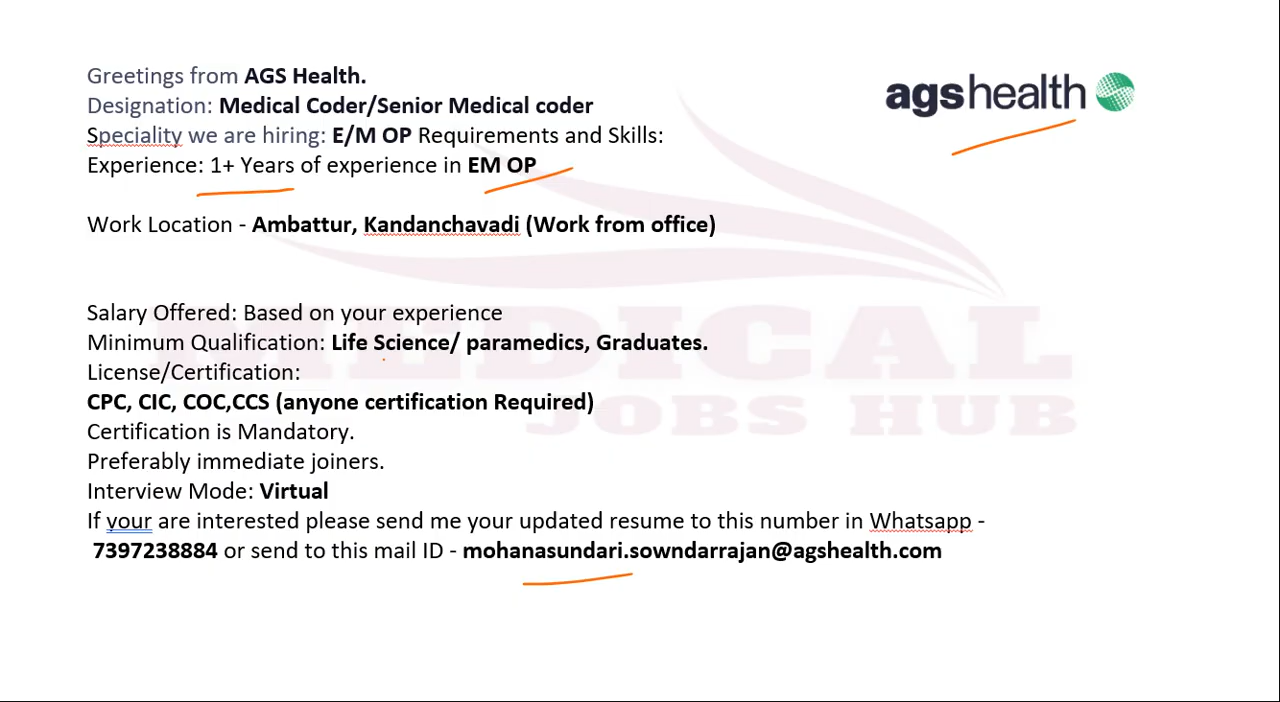 Greetings from AGS Health.
agshealth
Designation: Medical Coder/Senior Medical coder
Speciality we are hiring: E/M OP Requirements and Skills:
Experience: 1+ Years of experience in EM OP
Work Location - Ambattur, Kandanchavadi (Work from office)
Salary Offered: Based on your experience
Minimum Qualification: Life Science/ paramedics, Graduates.
License/Certification:
CPC, CIC, COC,CCS (anyone certification Required)
Certification is Mandatory.
Preferably immediate joiners.
Interview Mode: Virtual
If your are interested please send me your updated resume to this number in Whatsapp -
7397238884 or send to this mail ID - mohanasundari.sowndarrajan@agshealth.com
MEDICAL
JOBS HUB